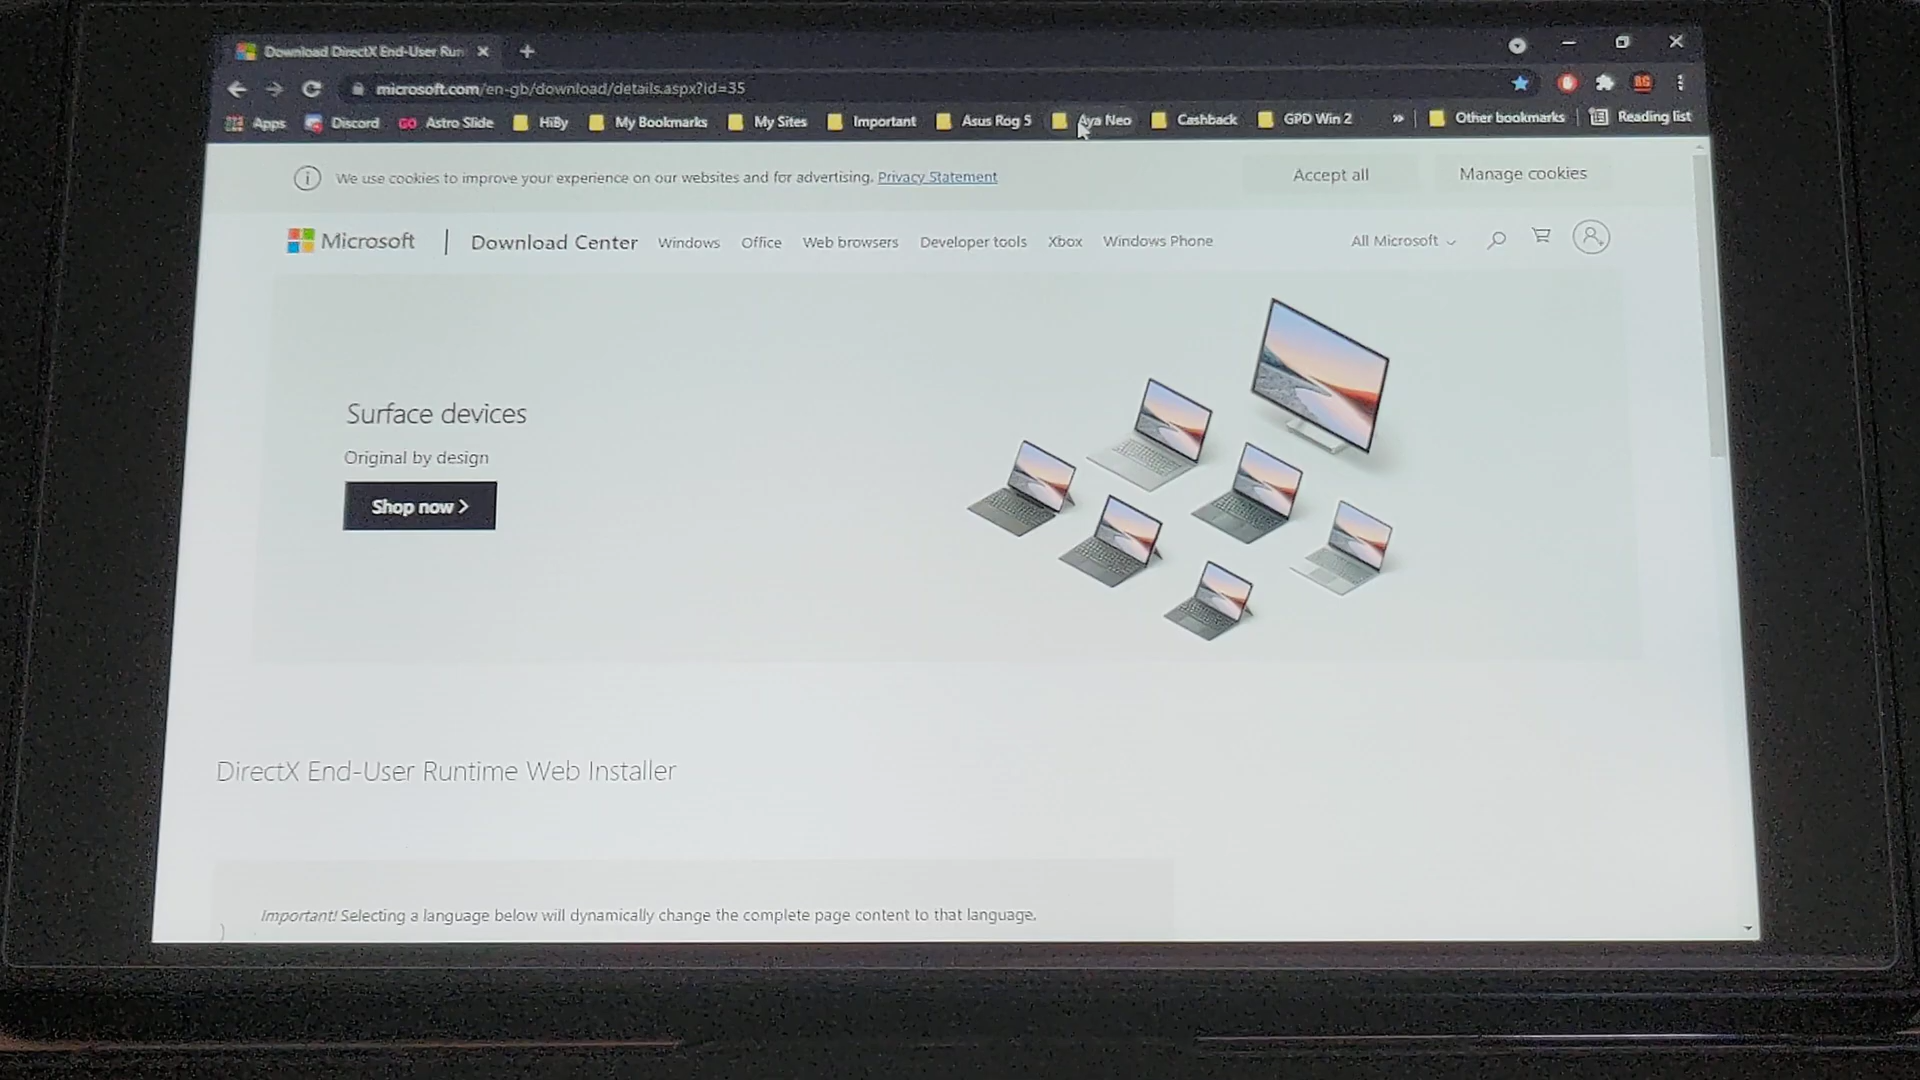 Download DirectX End-User Run
microsoft.com/en-gb/download/details.aspx?id=35
RG
Apps Discord GO Astro Slide HiBy My Bookmarks My Sites Important Asus Rog 5 Aya Neo Cashback GPD Win 2 » Other bookmarks Reading list
We use cookies to improve your experience on our websites and for advertising. Privacy Statement Accept all Manage cookies
Microsoft | Download Center Windows Office Web browsers Developer tools Xbox Windows Phone All Microsoft
Surface devices
Original by design
Shop now >
DirectX End-User Runtime Web Installer
Important! Selecting a language below will dynamically change the complete page content to that language.